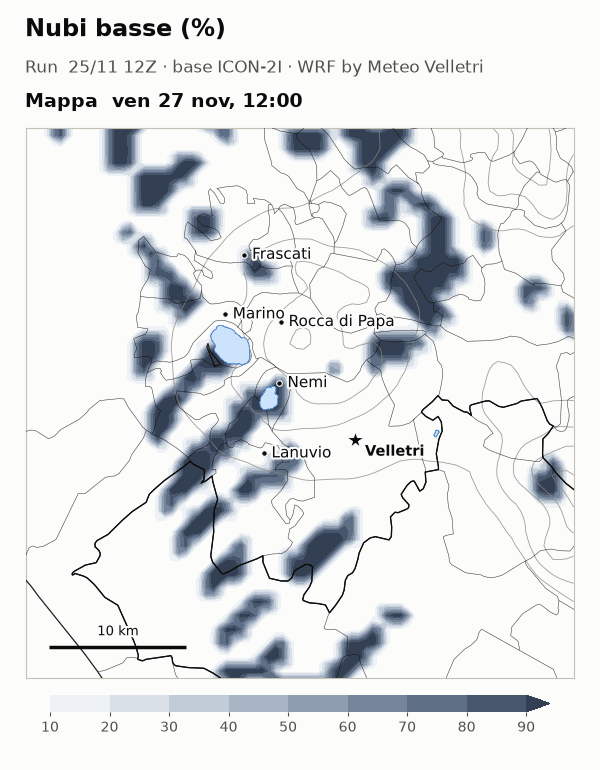 Nubi basse (%)
Run  25/11 12Z · base ICON-2I · WRF by Meteo Velletri
Mappa  ven 27 nov, 12:00
Frascati
Marino
Rocca di Papa
Nemi
Velletri
Lanuvio
10 km
10 20 30 40 50 60 70 80 90